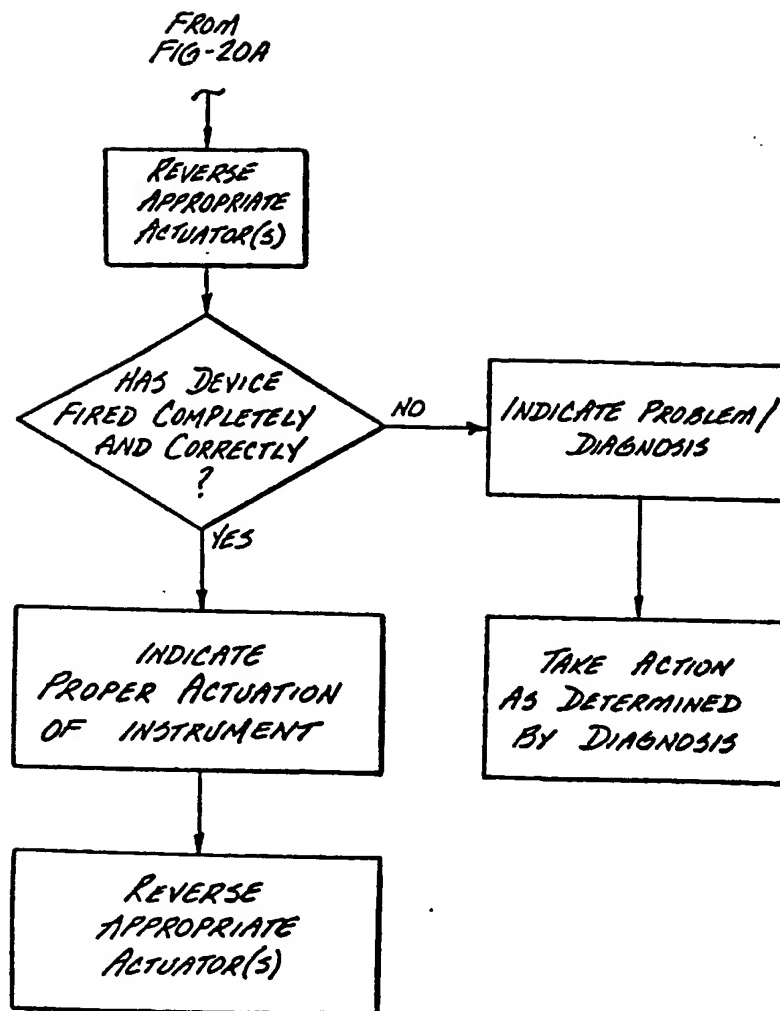 FROM
FIG-20A
REVERSE
APPROPRIATE
ACTUATOR(S)
HAS DEVICE
FIRED COMPLETELY
AND CORRECTLY
?
NO
INDICATE PROBLEM/
DIAGNOSIS
YES
INDICATE
PROPER ACTUATION
OF INSTRUMENT
TAKE ACTION
AS DETERMINED
BY DIAGNOSIS
REVERSE
APPROPRIATE
ACTUATOR(S)